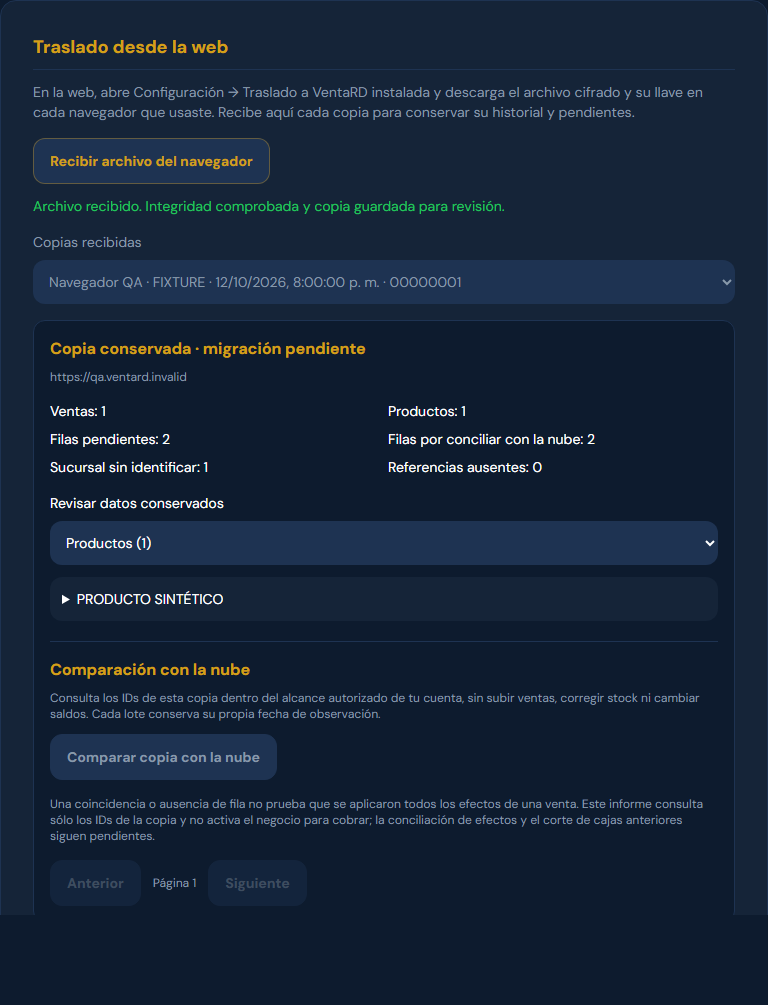 Traslado desde la web
En la web, abre Configuración → Traslado a VentaRD instalada y descarga el archivo cifrado y su llave en
cada navegador que usaste. Recibe aquí cada copia para conservar su historial y pendientes.
Recibir archivo del navegador
Archivo recibido. Integridad comprobada y copia guardada para revisión.
Copias recibidas
Navegador QA · FIXTURE · 12/10/2026, 8:00:00 p. m. · 00000001
Copia conservada · migración pendiente
https://qa.ventard.invalid
Ventas: 1
Productos: 1
Filas pendientes: 2
Filas por conciliar con la nube: 2
Sucursal sin identificar: 1
Referencias ausentes: 0
Revisar datos conservados
Productos (1)
PRODUCTO SINTÉTICO
Comparación con la nube
Consulta los IDs de esta copia dentro del alcance autorizado de tu cuenta, sin subir ventas, corregir stock ni cambiar
saldos. Cada lote conserva su propia fecha de observación.
Comparar copia con la nube
Una coincidencia o ausencia de fila no prueba que se aplicaron todos los efectos de una venta. Este informe consulta
sólo los IDs de la copia y no activa el negocio para cobrar; la conciliación de efectos y el corte de cajas anteriores
siguen pendientes.
Anterior
Página 1
Siguiente